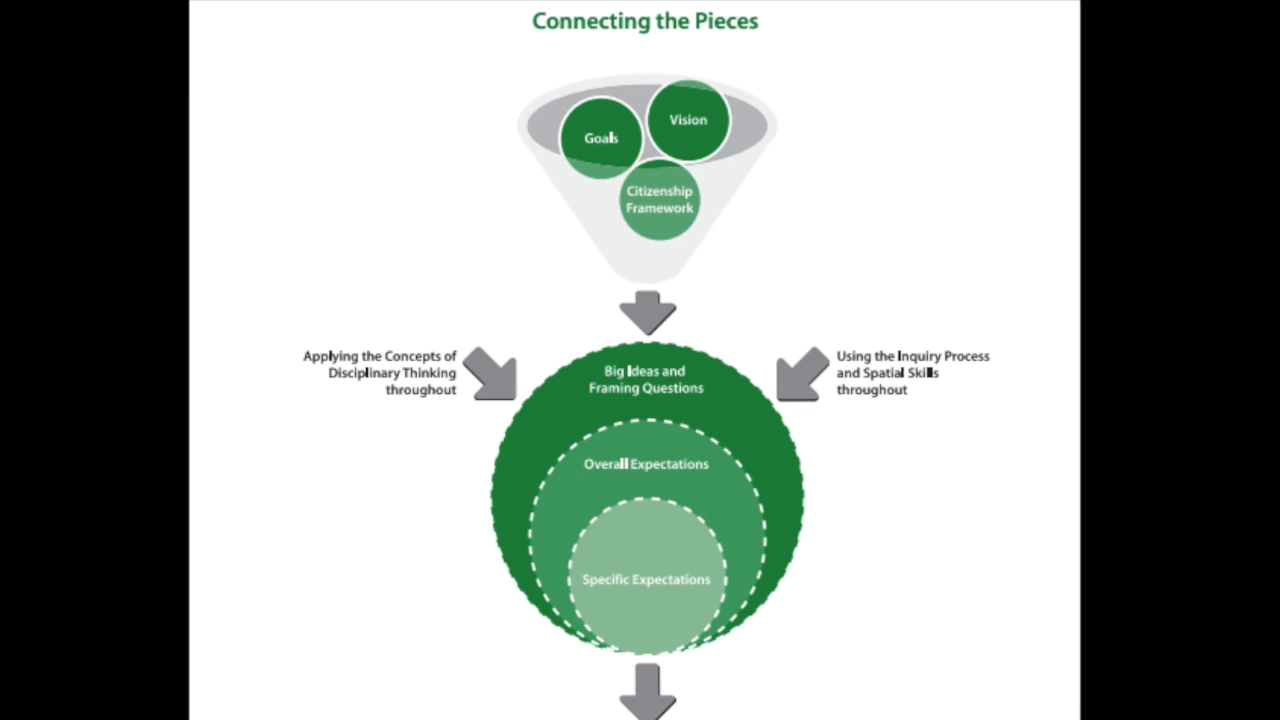 Connecting the Pieces
Vision
Goals
Citizenship
Framework
Applying the Concepts of
Disciplinary Thinking
throughout
Using the Inquiry Process
and Spatial Skills
throughout
Big Ideas and
Framing Questions
Overall Expectations
Specific Expectations